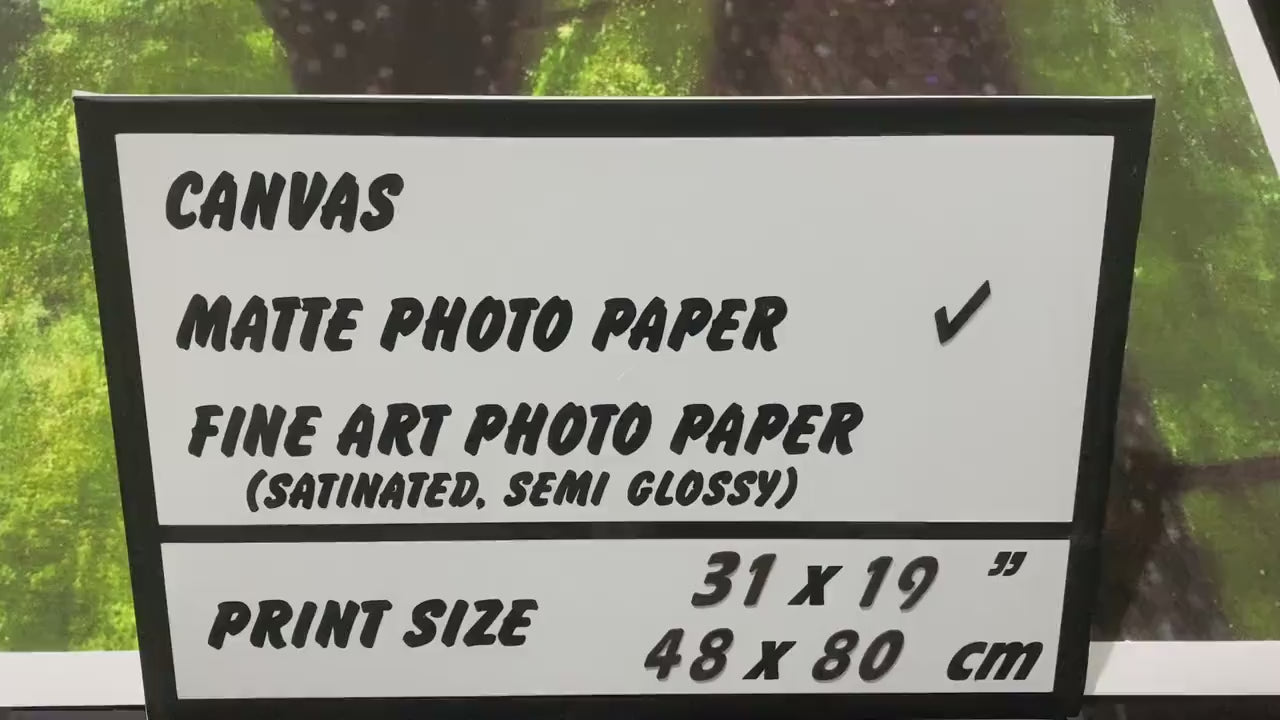 CANVAS
MATTE PHOTO PAPER ✓
FINE ART PHOTO PAPER
(SATINATED, SEMI GLOSSY)
PRINT SIZE
31 x 19 ”
48 x 80 cm